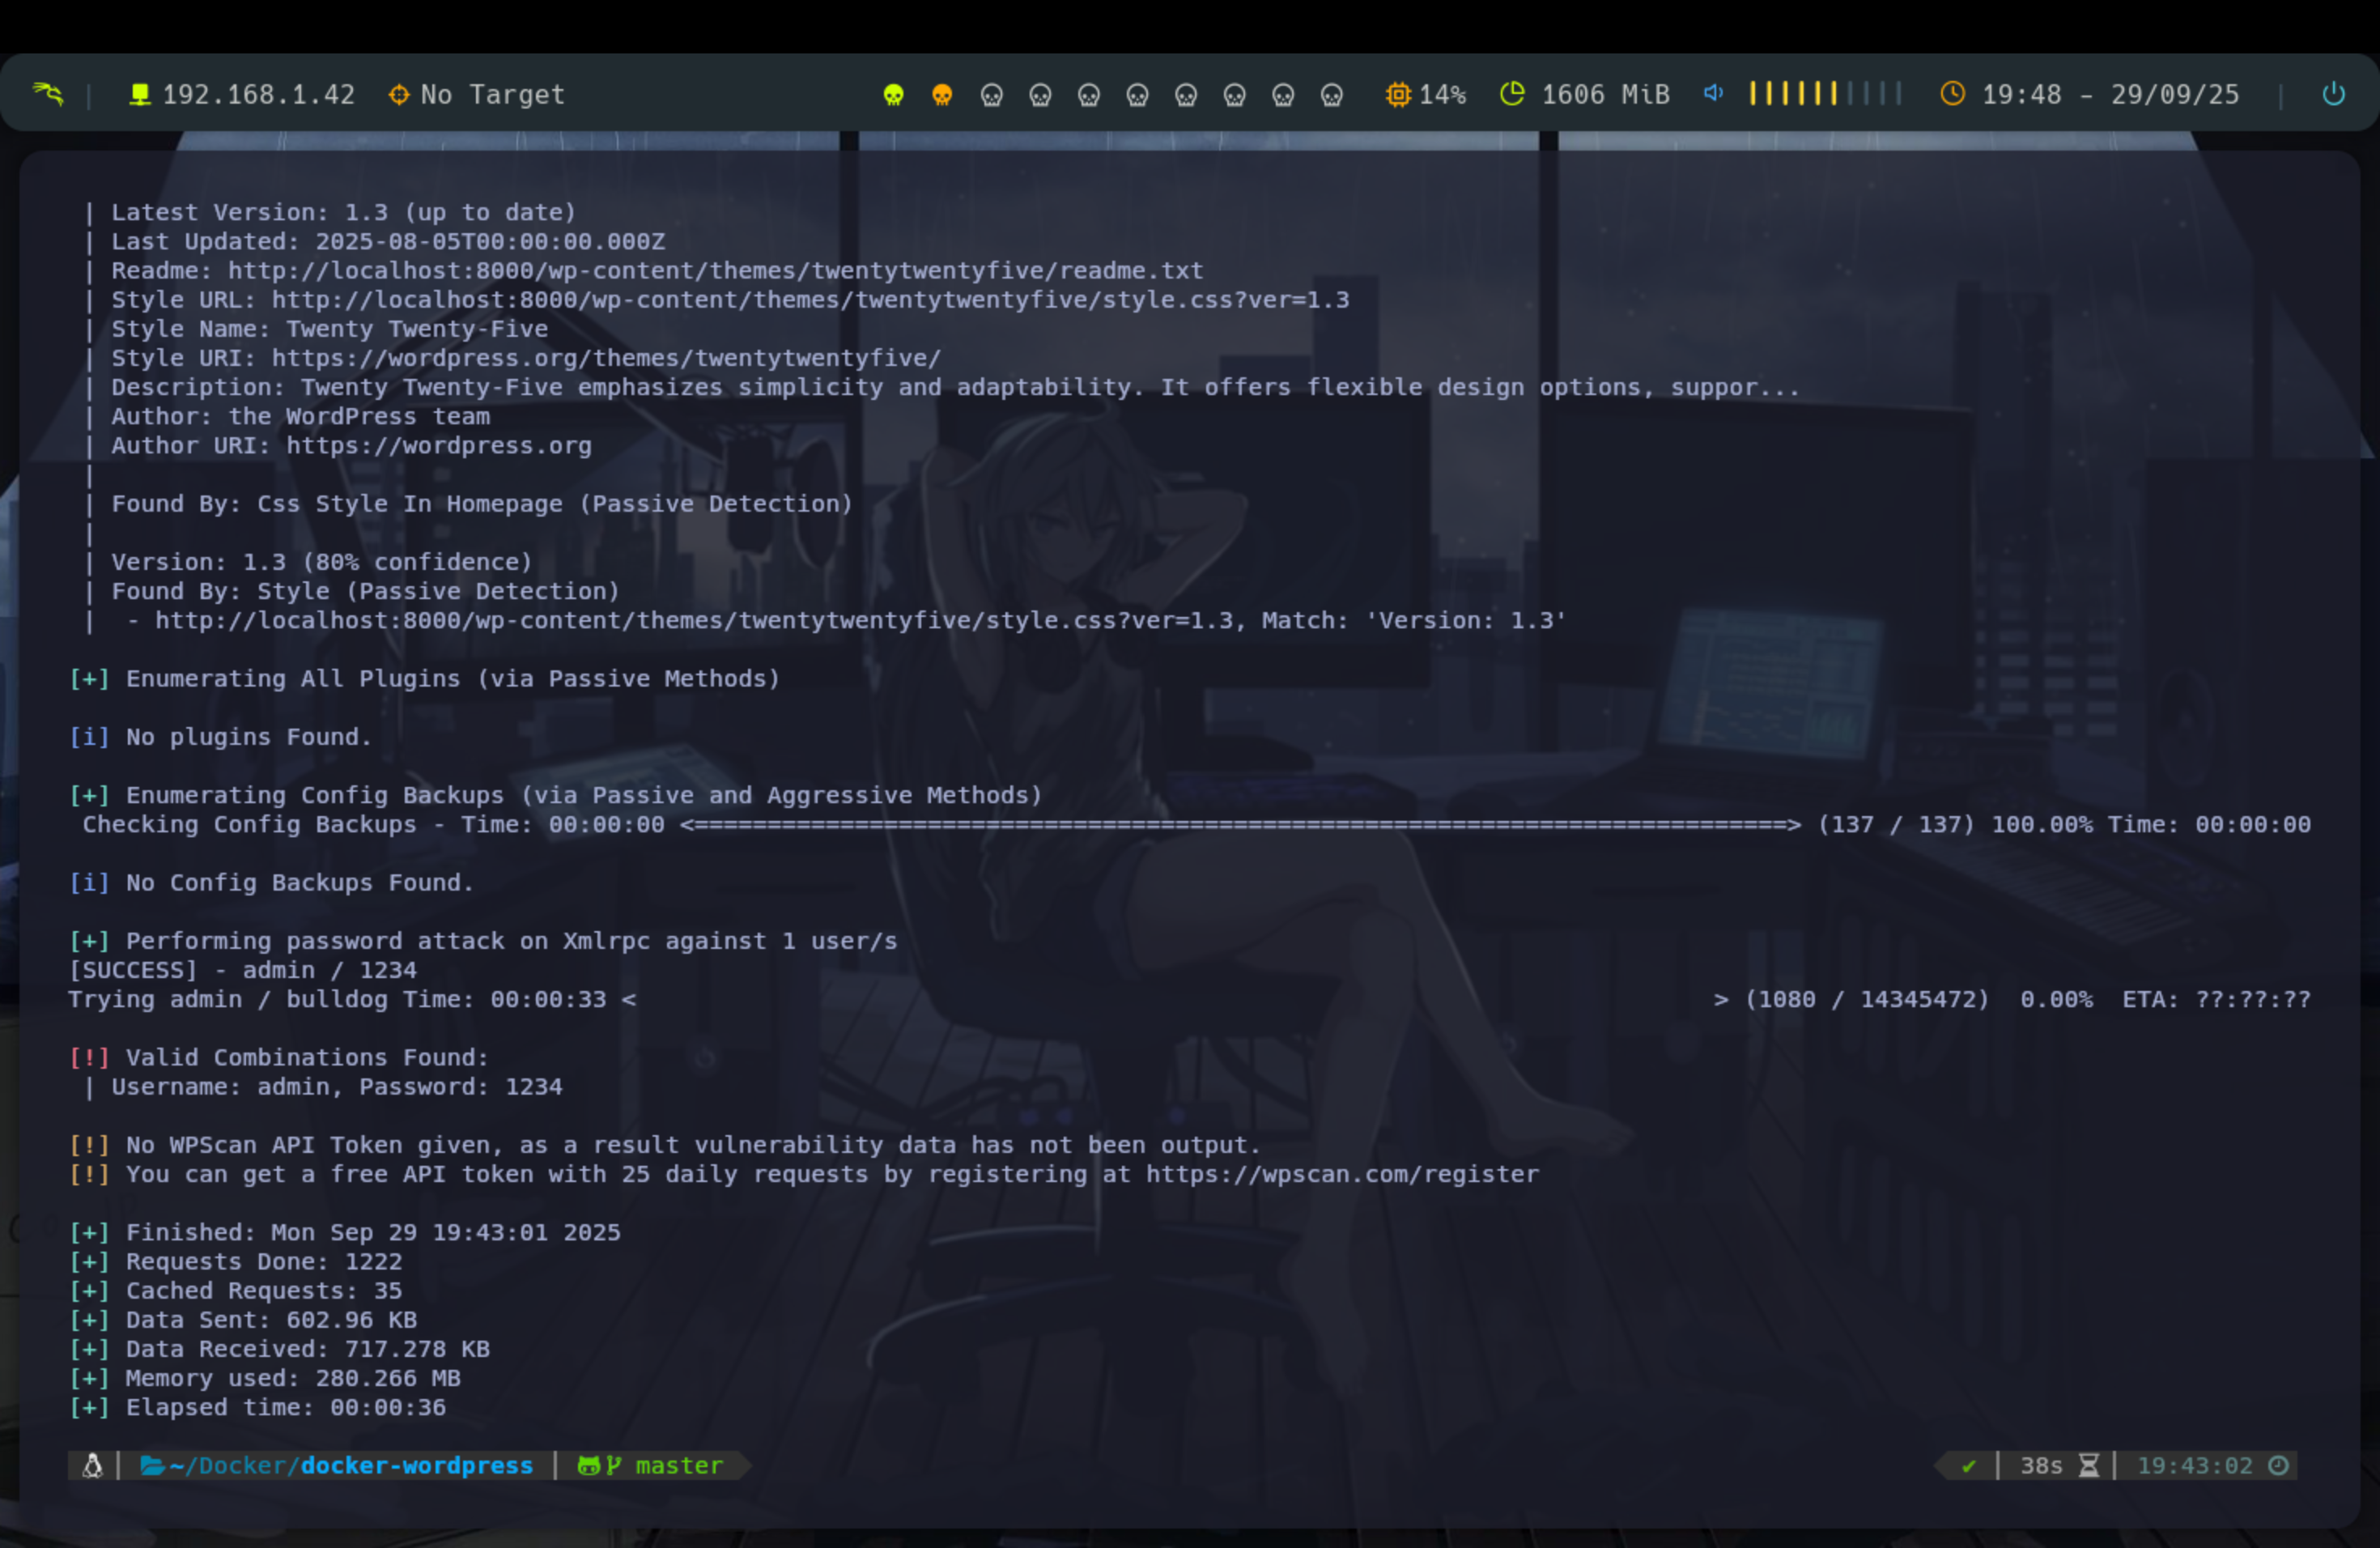 192.168.1.42 No Target 14% 1606 MiB 19:48 - 29/09/25
| Latest Version: 1.3 (up to date)
| Last Updated: 2025-08-05T00:00:00.000Z
| Readme: http://localhost:8000/wp-content/themes/twentytwentyfive/readme.txt
| Style URL: http://localhost:8000/wp-content/themes/twentytwentyfive/style.css?ver=1.3
| Style Name: Twenty Twenty-Five
| Style URI: https://wordpress.org/themes/twentytwentyfive/
| Description: Twenty Twenty-Five emphasizes simplicity and adaptability. It offers flexible design options, suppor...
| Author: the WordPress team
| Author URI: https://wordpress.org
|
| Found By: Css Style In Homepage (Passive Detection)
|
| Version: 1.3 (80% confidence)
| Found By: Style (Passive Detection)
|  - http://localhost:8000/wp-content/themes/twentytwentyfive/style.css?ver=1.3, Match: 'Version: 1.3'
[+] Enumerating All Plugins (via Passive Methods)
[i] No plugins Found.
[+] Enumerating Config Backups (via Passive and Aggressive Methods)
Checking Config Backups - Time: 00:00:00 <===========================================================================> (137 / 137) 100.00% Time: 00:00:00
[i] No Config Backups Found.
[+] Performing password attack on Xmlrpc against 1 user/s
[SUCCESS] - admin / 1234
Trying admin / bulldog Time: 00:00:33 < > (1080 / 14345472)  0.00%  ETA: ??:??:??
[!] Valid Combinations Found:
| Username: admin, Password: 1234
[!] No WPScan API Token given, as a result vulnerability data has not been output.
[!] You can get a free API token with 25 daily requests by registering at https://wpscan.com/register
[+] Finished: Mon Sep 29 19:43:01 2025
[+] Requests Done: 1222
[+] Cached Requests: 35
[+] Data Sent: 602.96 KB
[+] Data Received: 717.278 KB
[+] Memory used: 280.266 MB
[+] Elapsed time: 00:00:36
~/Docker/docker-wordpress | master ✔ | 38s | 19:43:02